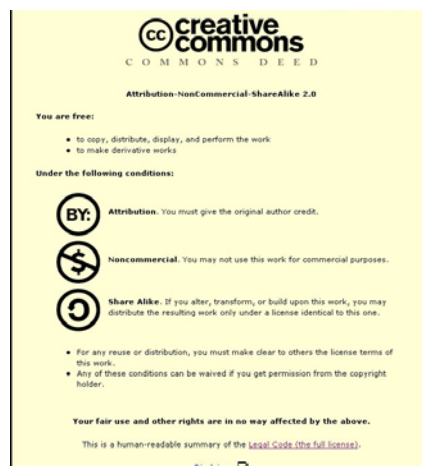 cc creative
commons
COMMONS DEED
Attribution-NonCommercial-ShareAlike 2.0
You are free:
• to copy, distribute, display, and perform the work
• to make derivative works
Under the following conditions:
BY:
Attribution. You must give the original author credit.
$
Noncommercial. You may not use this work for commercial purposes.
Share Alike. If you alter, transform, or build upon this work, you may
distribute the resulting work only under a license identical to this one.
• For any reuse or distribution, you must make clear to others the license terms of
this work.
• Any of these conditions can be waived if you get permission from the copyright
holder.
Your fair use and other rights are in no way affected by the above.
This is a human-readable summary of the Legal Code (the full license).